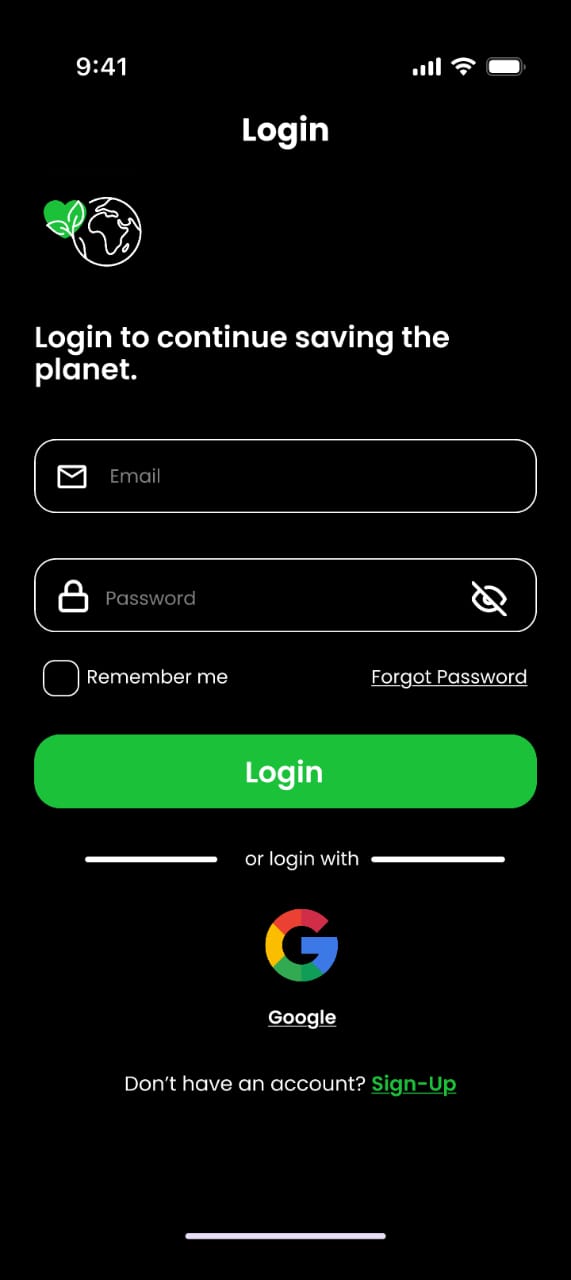 9:41
Login
Login to continue saving the
planet.
Email
Password
Remember me
Forgot Password
Login
or login with
Google
Don’t have an account? Sign-Up